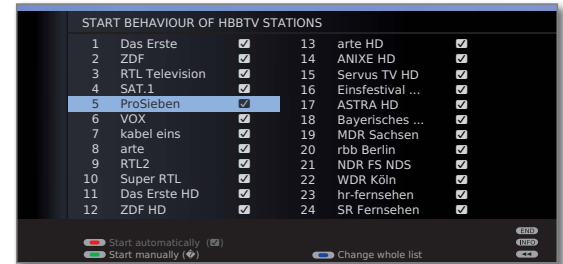 START BEHAVIOUR OF HBBTV STATIONS
1 Das Erste
2 ZDF
3 RTL Television
4 SAT.1
5 ProSieben
6 VOX
7 kabel eins
8 arte
9 RTL2
10 Super RTL
11 Das Erste HD
12 ZDF HD
13 arte HD
14 ANIXE HD
15 Servus TV HD
16 Einsfestival ...
17 ASTRA HD
18 Bayerisches ...
19 MDR Sachsen
20 rbb Berlin
21 NDR FS NDS
22 WDR Köln
23 hr-fernsehen
24 SR Fernsehen
Start automatically (☑)
Start manually (�)
Change whole list
END
INFO